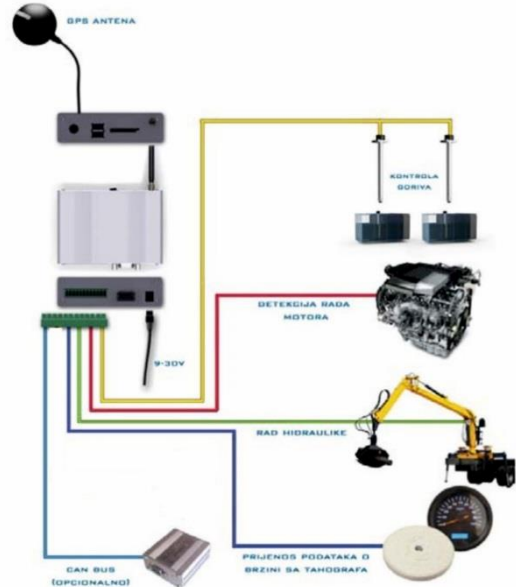 GPS ANTENA
KONTROLA
GORIVA
DETEKCIJA RADA
MOTORA
9-30V
RAD HIDRAULIKE
CAN BUS
(OPCIONALNO)
PRIJENOS PODATAKA O
BRZINI SA TAHOGRAFA